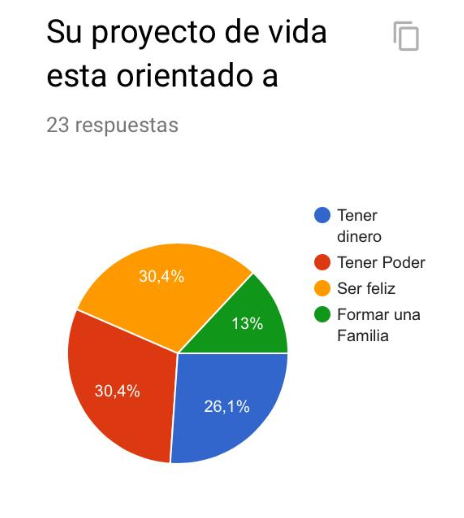 Su proyecto de vida
esta orientado a
23 respuestas
Tener
dinero
Tener Poder
Ser feliz
Formar una
Familia
30,4%
13%
30,4%
26,1%